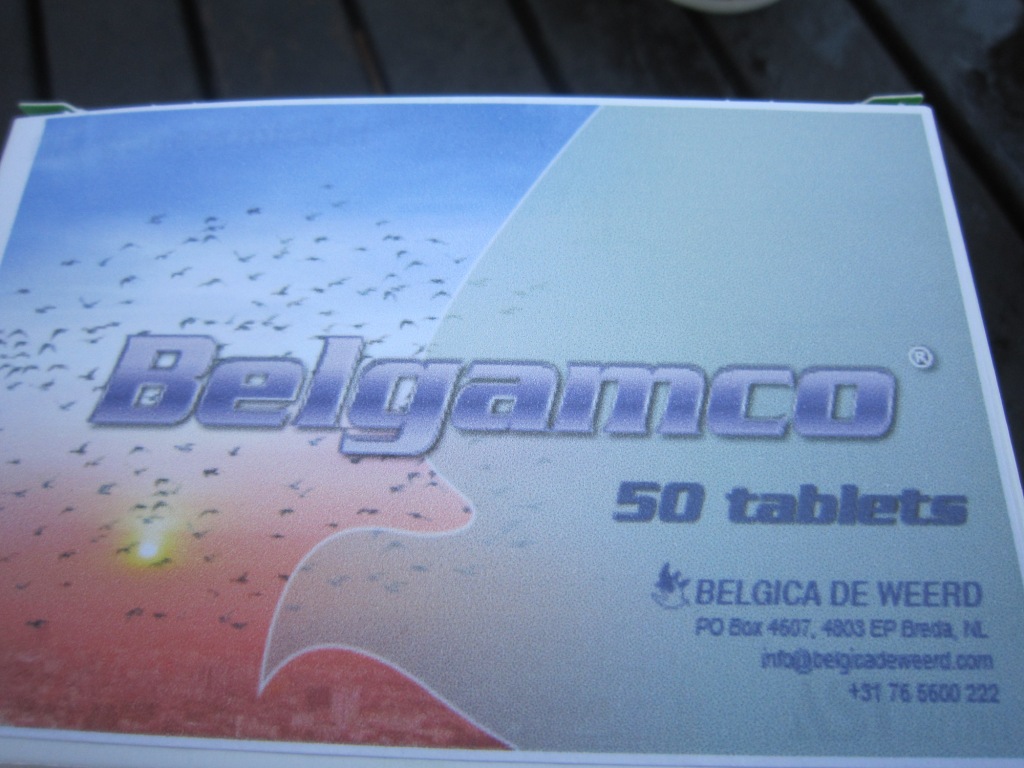 Belgamco®
50 tablets
BELGICA DE WEERD
PO Box 4607, 4803 EP Breda, NL
info@belgicadeweerd.com
+31 76 5600 222